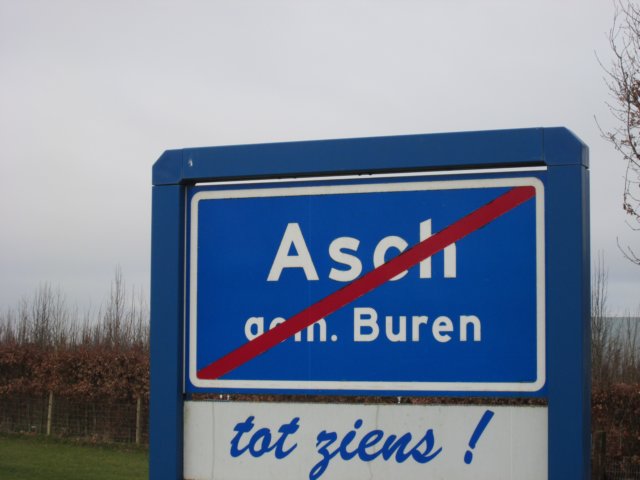 Asch
gem. Buren
tot ziens !